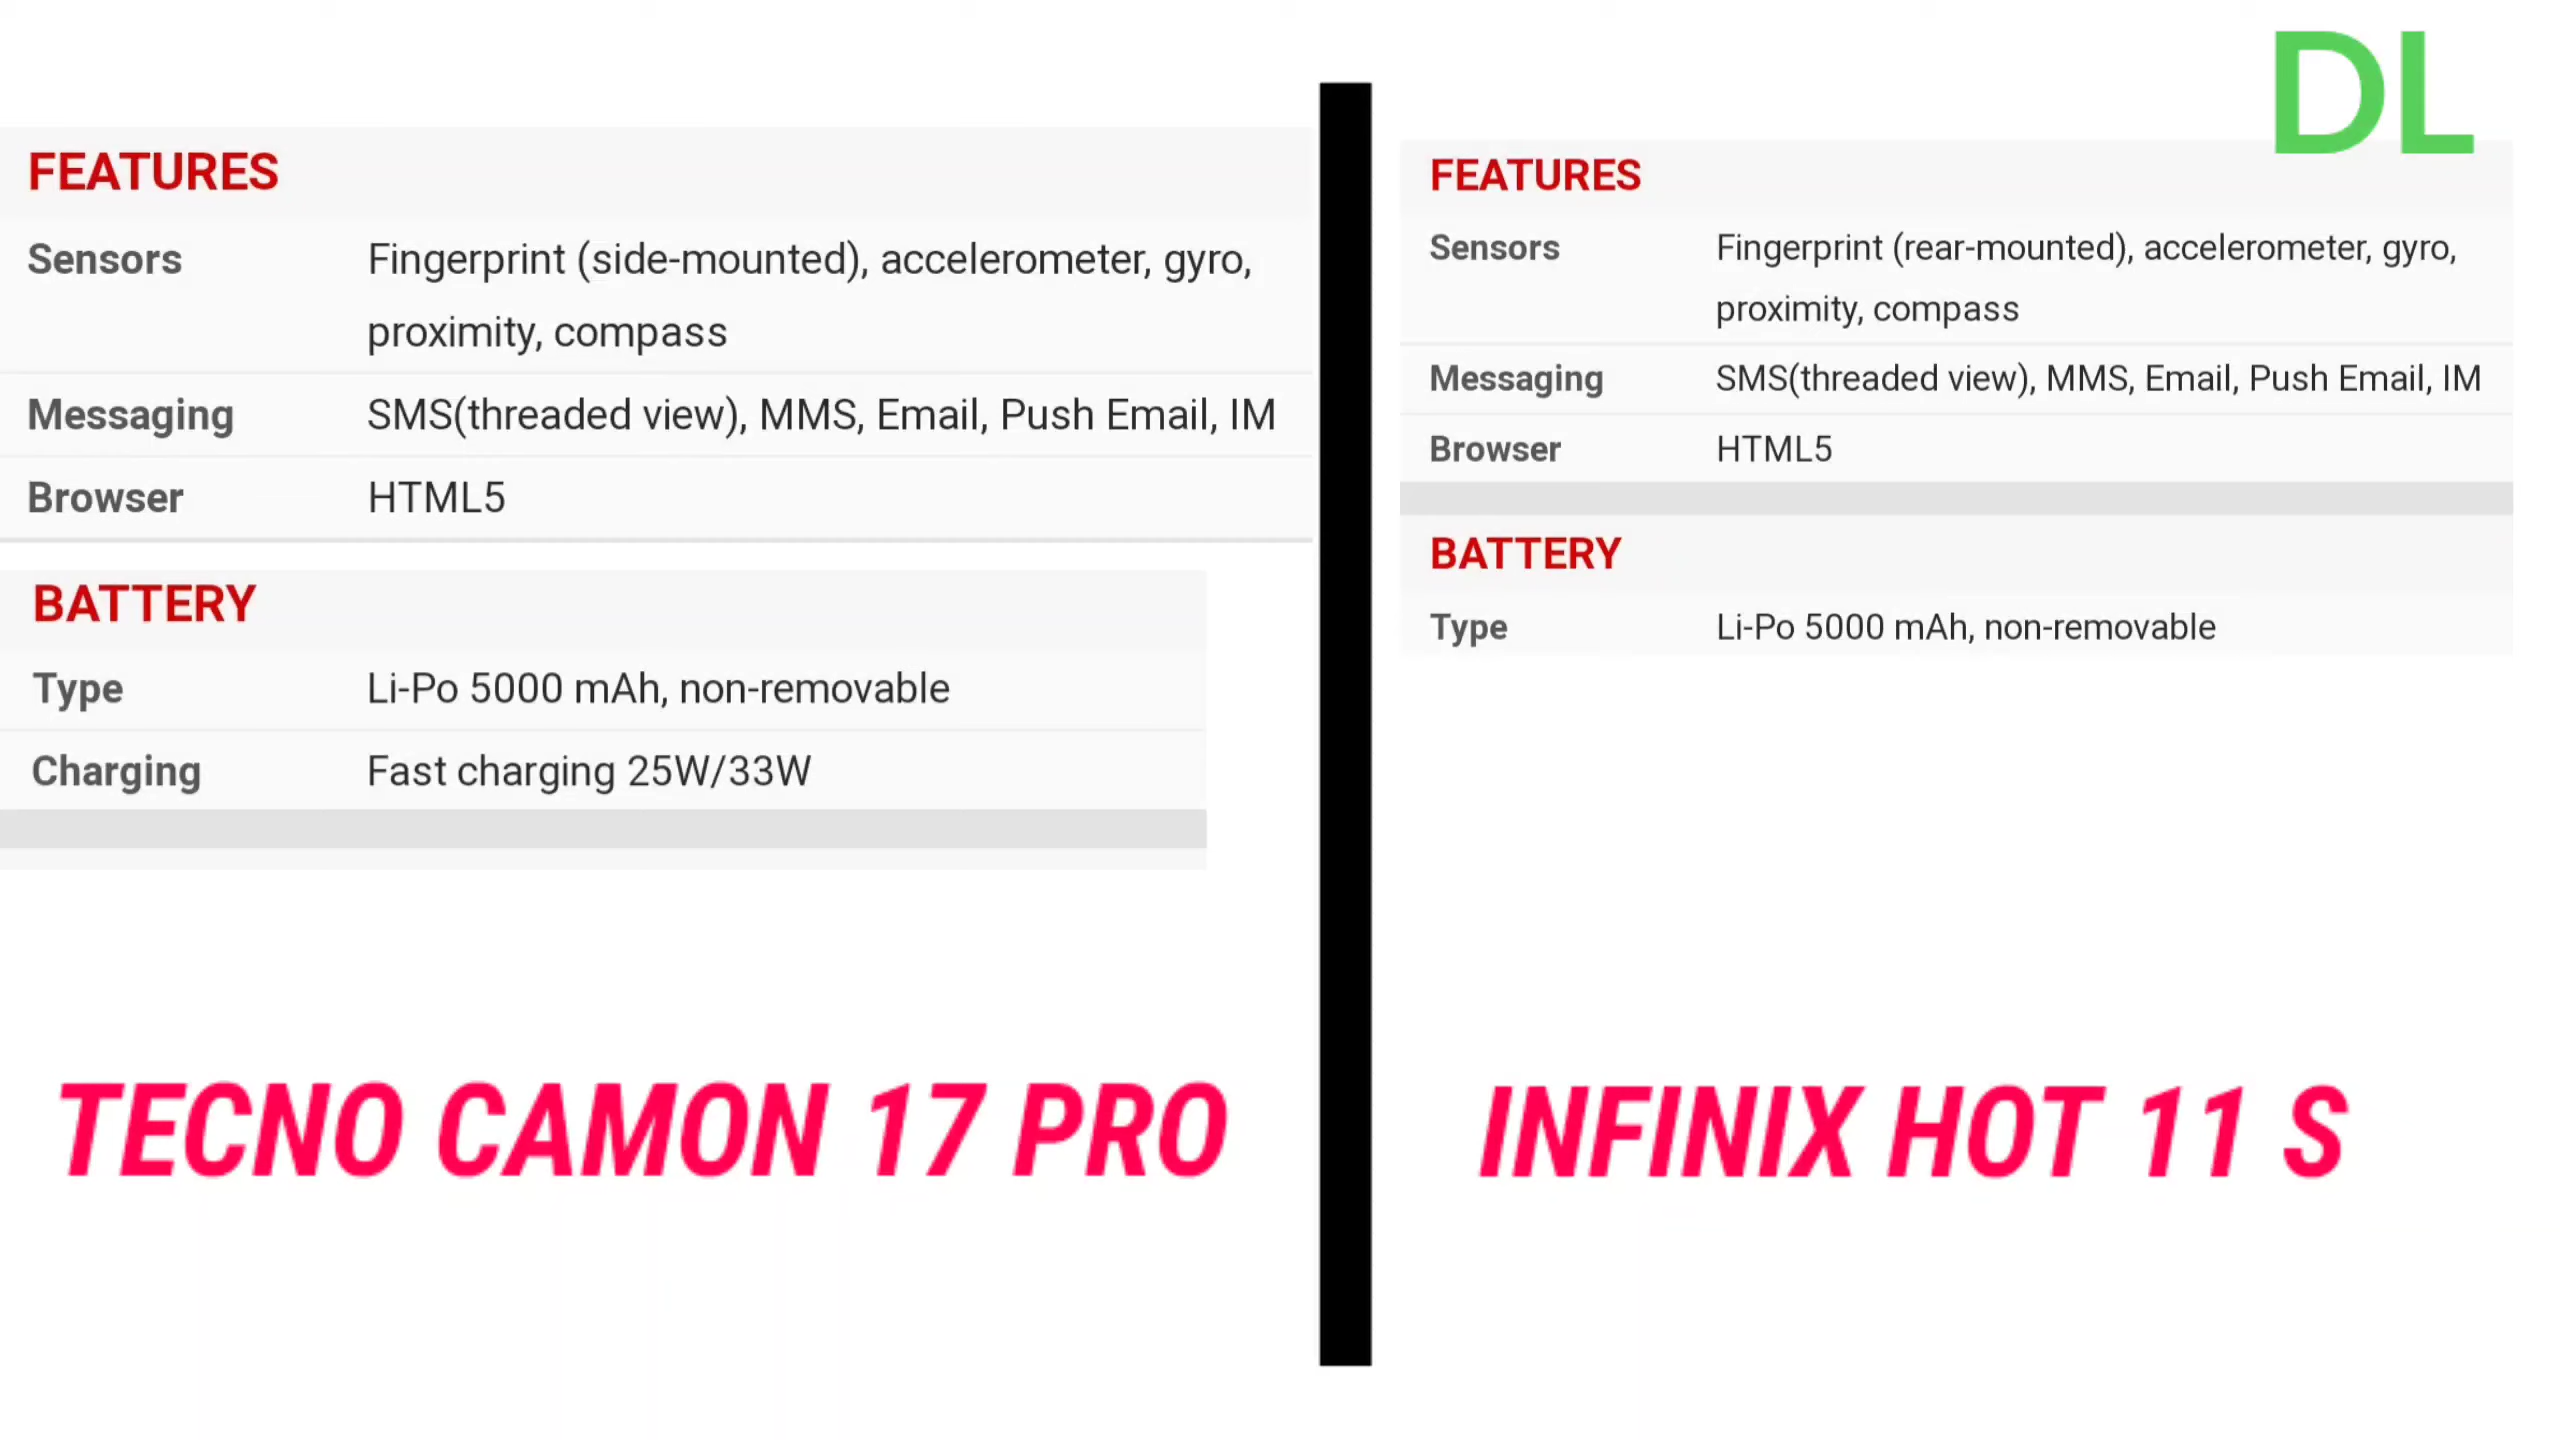 DL
FEATURES
Sensors Fingerprint (side-mounted), accelerometer, gyro,
proximity, compass
Messaging SMS(threaded view), MMS, Email, Push Email, IM
Browser HTML5
BATTERY
Type Li-Po 5000 mAh, non-removable
Charging Fast charging 25W/33W
TECNO CAMON 17 PRO
FEATURES
Sensors Fingerprint (rear-mounted), accelerometer, gyro,
proximity, compass
Messaging SMS(threaded view), MMS, Email, Push Email, IM
Browser HTML5
BATTERY
Type Li-Po 5000 mAh, non-removable
INFINIX HOT 11 S